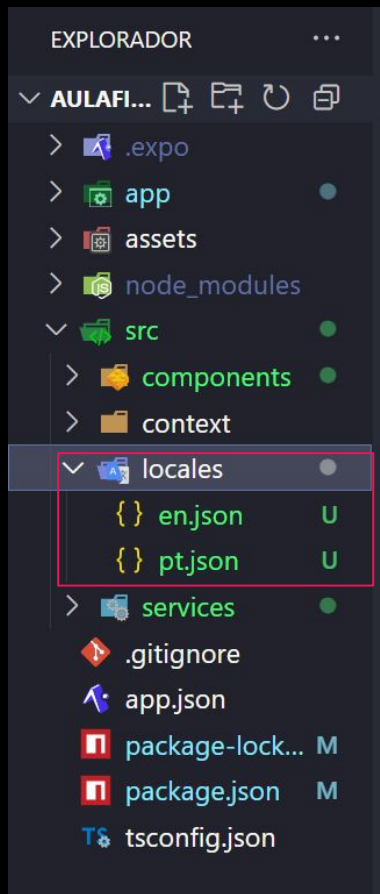 EXPLORADOR ...
AULAFI...
.expo
app
assets
node_modules
src
components
context
locales
{ } en.json U
{ } pt.json U
services
.gitignore
app.json
package-lock... M
package.json M
TS tsconfig.json